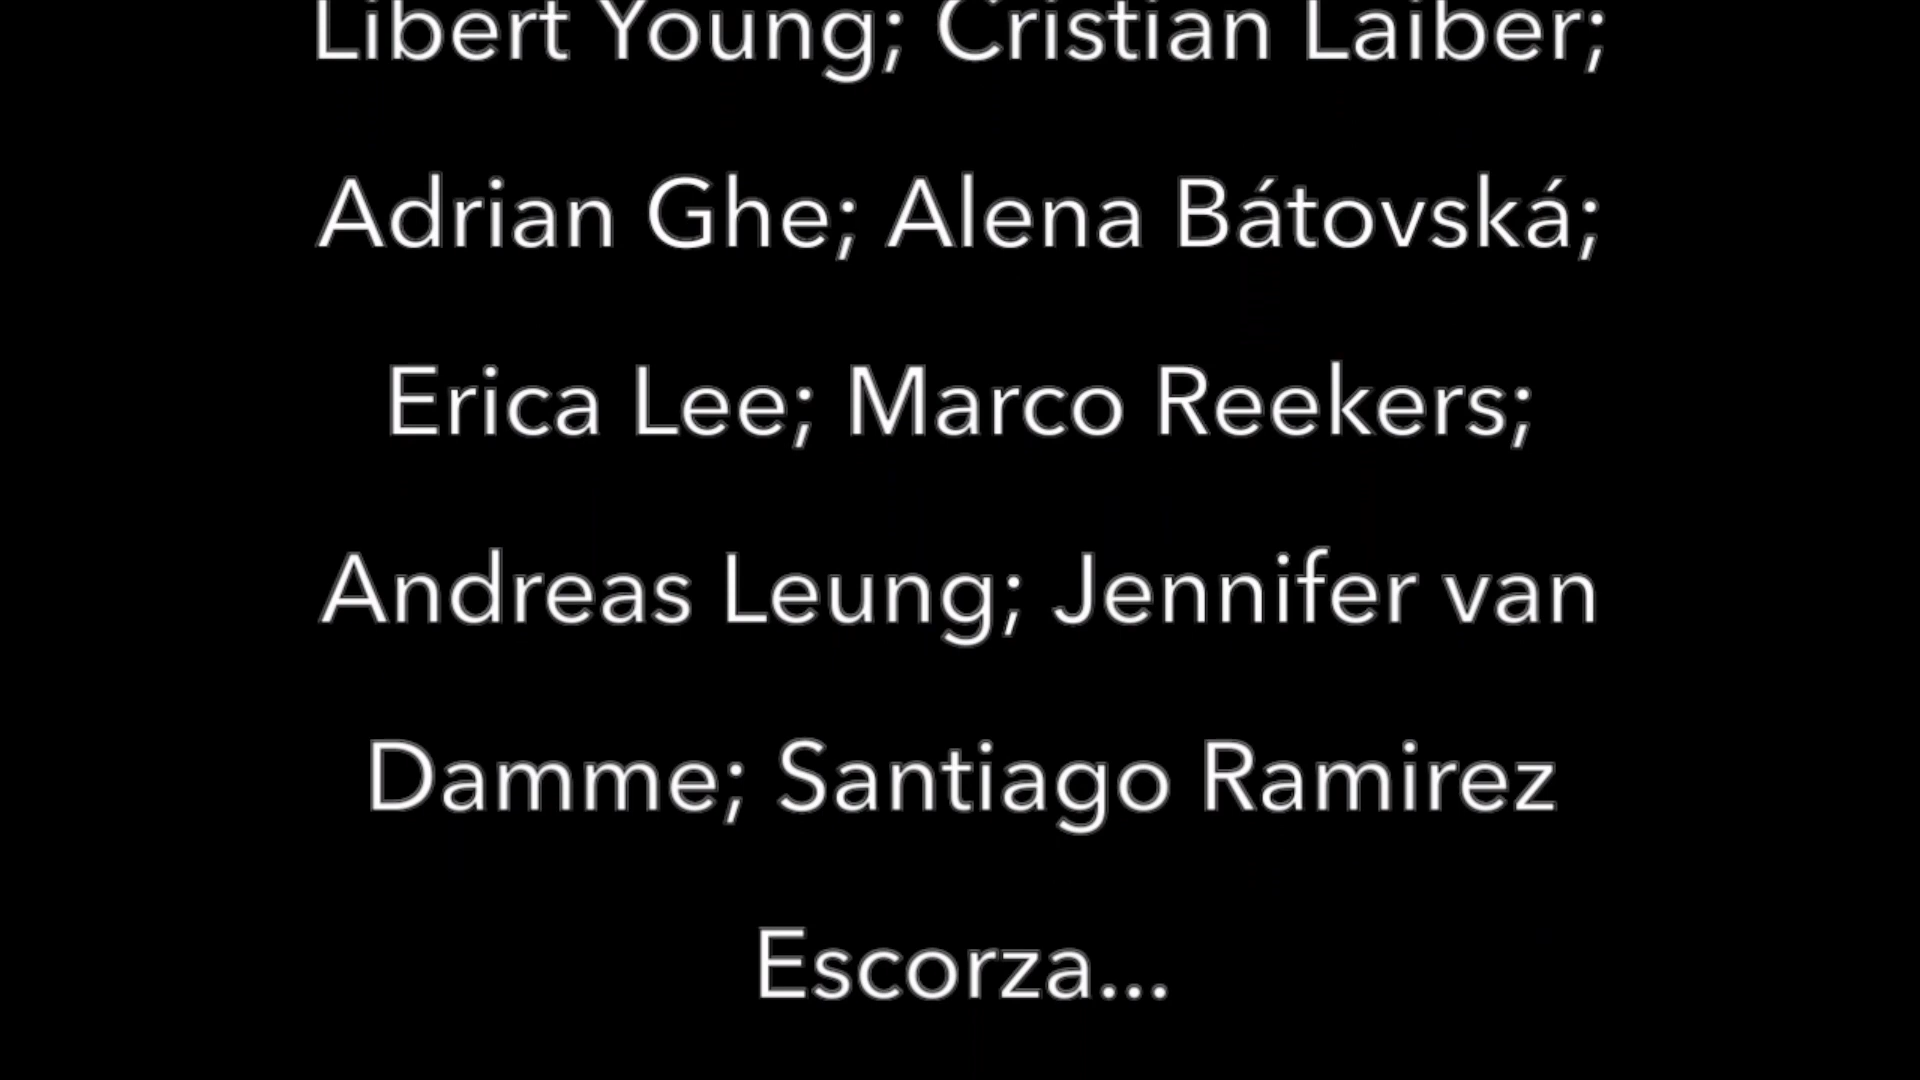 Libert Young; Cristian Laiber;
Adrian Ghe; Alena Bátovská;
Erica Lee; Marco Reekers;
Andreas Leung; Jennifer van
Damme; Santiago Ramirez
Escorza...